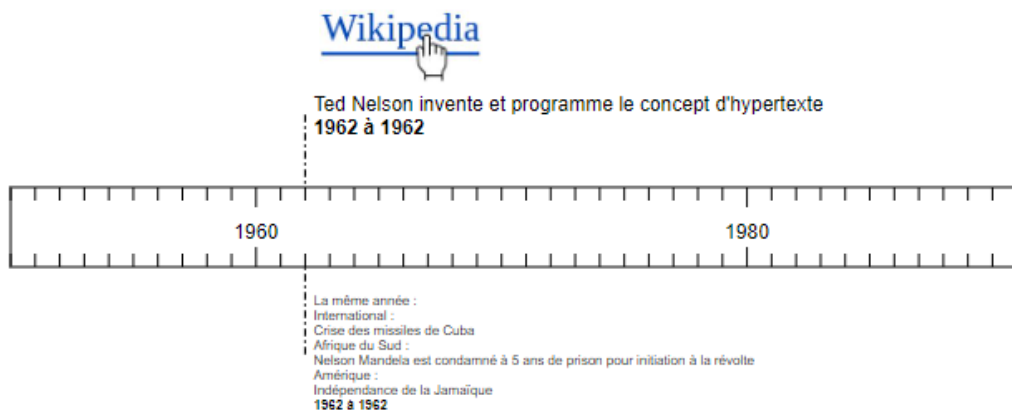 Wikipedia
Ted Nelson invente et programme le concept d'hypertexte
1962 à 1962
1960
1980
La même année :
International :
Crise des missiles de Cuba
Afrique du Sud :
Nelson Mandela est condamné à 5 ans de prison pour initiation à la révolte
Amérique :
Indépendance de la Jamaïque
1962 à 1962